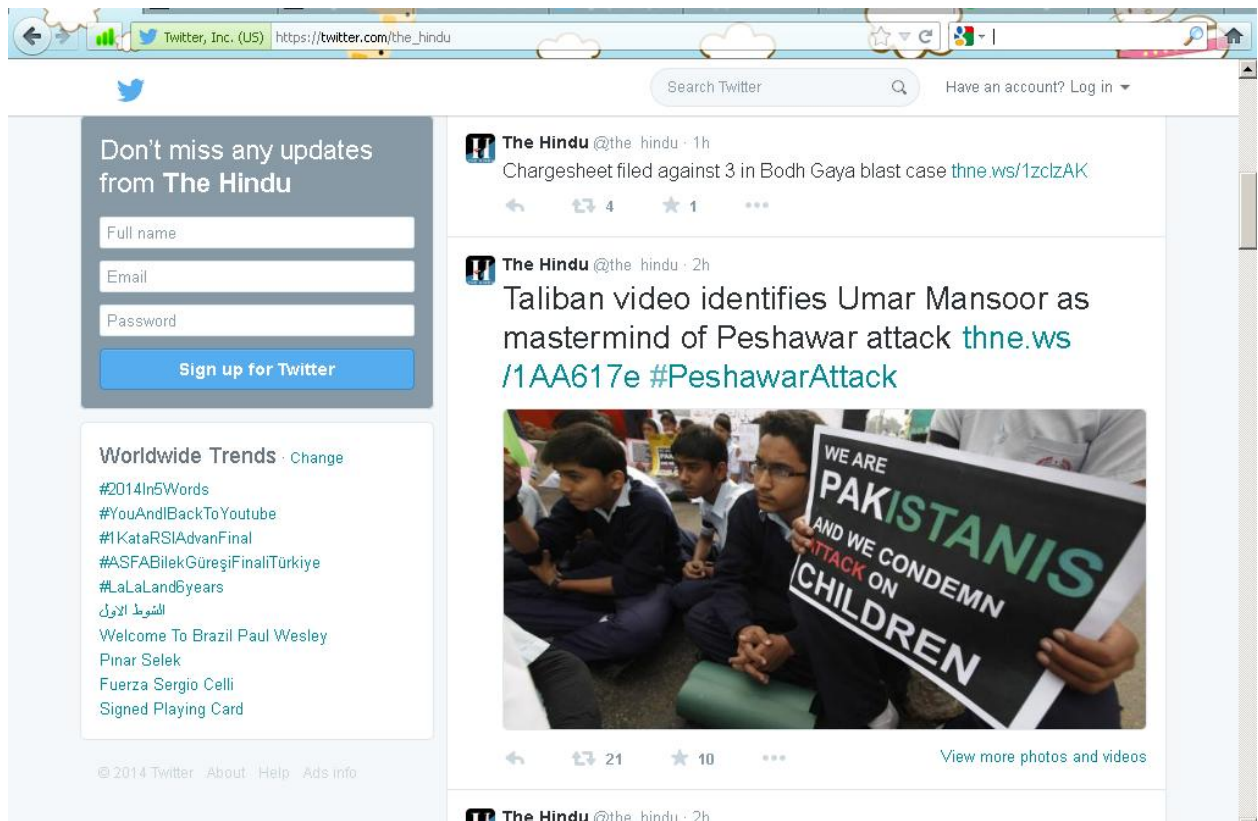 Twitter, Inc. (US) https://twitter.com/the_hindu
Search Twitter
Have an account? Log in
Don't miss any updates
from The Hindu
Full name
Email
Password
Sign up for Twitter
Worldwide Trends · Change
#2014In5Words
#YouAndIBackToYoutube
#1KataRSIAdvanFinal
#ASFABilekGüreşiFinaliTürkiye
#LaLaLand6years
الشوط الاول
Welcome To Brazil Paul Wesley
Pınar Selek
Fuerza Sergio Celli
Signed Playing Card
© 2014 Twitter About Help Ads info
The Hindu @the_hindu · 1h
Chargesheet filed against 3 in Bodh Gaya blast case thne.ws/1zclzAK
4 1
The Hindu @the_hindu · 2h
Taliban video identifies Umar Mansoor as
mastermind of Peshawar attack thne.ws
/1AA617e #PeshawarAttack
WE ARE
PAKISTANIS
AND WE CONDEMN
ATTACK ON
CHILDREN
21 10
View more photos and videos
The Hindu @the_hindu · 2h